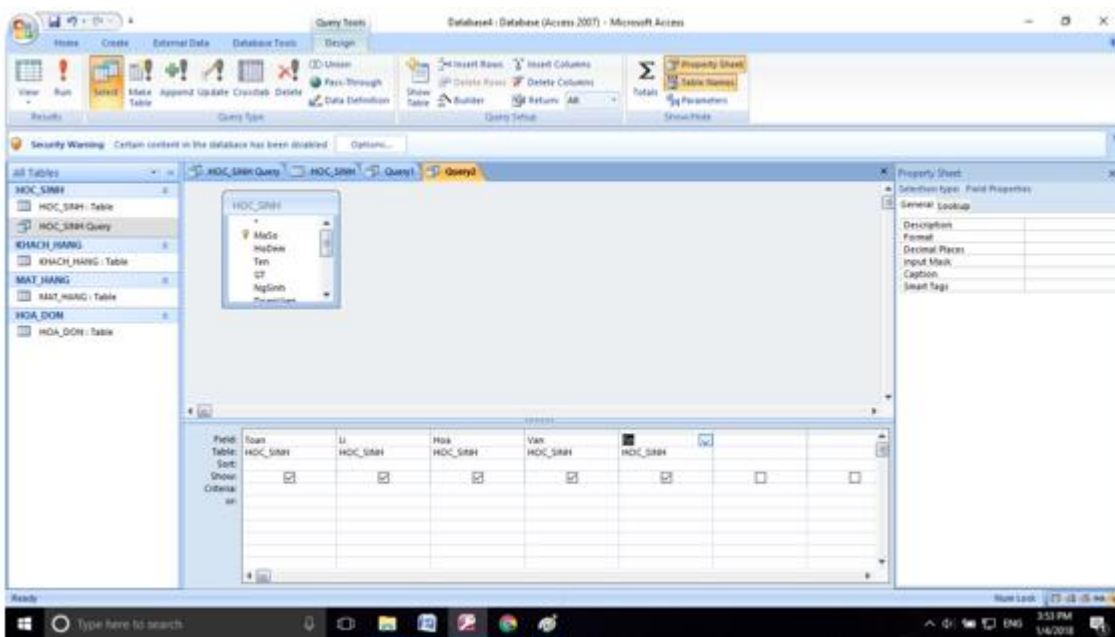 Query Tools
Database4 : Database (Access 2007) - Microsoft Access
Home Create External Data Database Tools Design
View Run Select Make Table Append Update Crosstab Delete
Union
Pass-Through
Data Definition
Show Table
Insert Rows
Delete Rows
Builder
Insert Columns
Delete Columns
Return: All
Totals
Property Sheet
Table Names
Parameters
Results Query Type Query Setup Show/Hide
Security Warning Certain content in the database has been disabled Options...
All Tables
HOC_SINH
HOC_SINH : Table
HOC_SINH Query
KHACH_HANG
KHACH_HANG : Table
MAT_HANG
MAT_HANG : Table
HOA_DON
HOA_DON : Table
HOC_SINH Query HOC_SINH Query1 Query2
HOC_SINH
*
MaSo
HoDem
Ten
GT
NgSinh
Field: Toan Li Hoa Van
Table: HOC_SINH HOC_SINH HOC_SINH HOC_SINH HOC_SINH
Sort:
Show:
Criteria:
or:
Property Sheet
Selection type: Field Properties
General Lookup
Description
Format
Decimal Places
Input Mask
Caption
Smart Tags
Ready
Num Lock
Type here to search
ENG
3:53 PM
1/4/2018